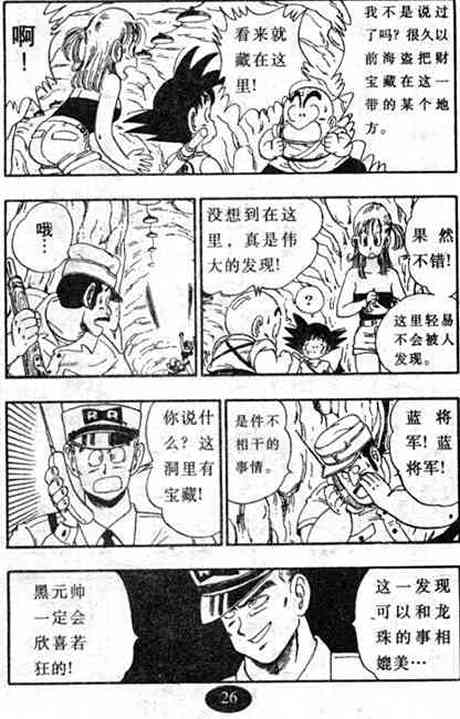 我不是说过
了吗？很久以
前海盗把财
宝藏在这一
带的某个地
方。
看来就
藏在这
里！
啊！
果然
不错！
这里轻易
不会被人
发现。
没想到在这
里，真是伟
大的发现！
？
哦…
蓝将
军！蓝
将军！
是件不
相干的
事情。
你说什
么？这
洞里有
宝藏！
这一发现
可以和龙
珠的事相
媲美…
黑元帅
一定会
欣喜若
狂的！
26